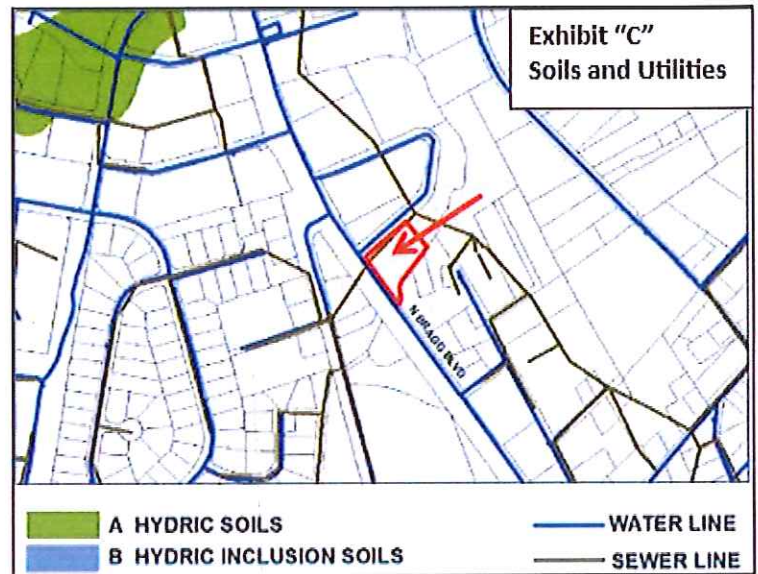 Exhibit "C"
Soils and Utilities
N BRAGG BLVD
A HYDRIC SOILS
B HYDRIC INCLUSION SOILS
WATER LINE
SEWER LINE